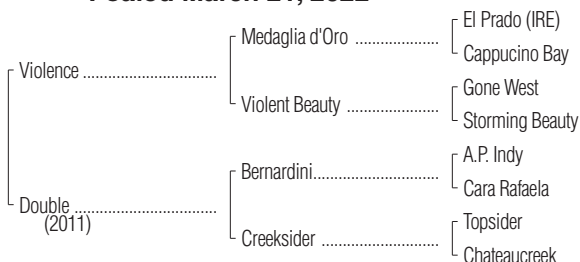 Foaled March 21, 2022
El Prado (IRE)
Medaglia d'Oro
Cappucino Bay
Violence
Gone West
Violent Beauty
Storming Beauty
A.P. Indy
Bernardini
Cara Rafaela
Double
(2011)
Topsider
Creeksider
Chateaucreek